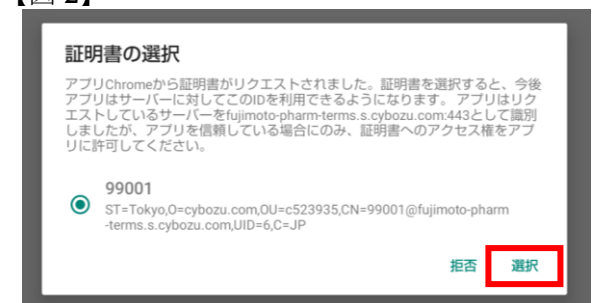 【図2】
証明書の選択
アプリChromeから証明書がリクエストされました。証明書を選択すると、今後
アプリはサーバーに対してこのIDを利用できるようになります。 アプリはリク
エストしているサーバーをfujimoto-pharm-terms.s.cybozu.com:443として識別
しましたが、アプリを信頼している場合にのみ、証明書へのアクセス権をアプ
リに許可してください。
99001
ST=Tokyo,O=cybozu.com,OU=c523935,CN=99001@fujimoto-pharm
-terms.s.cybozu.com,UID=6,C=JP
拒否 選択